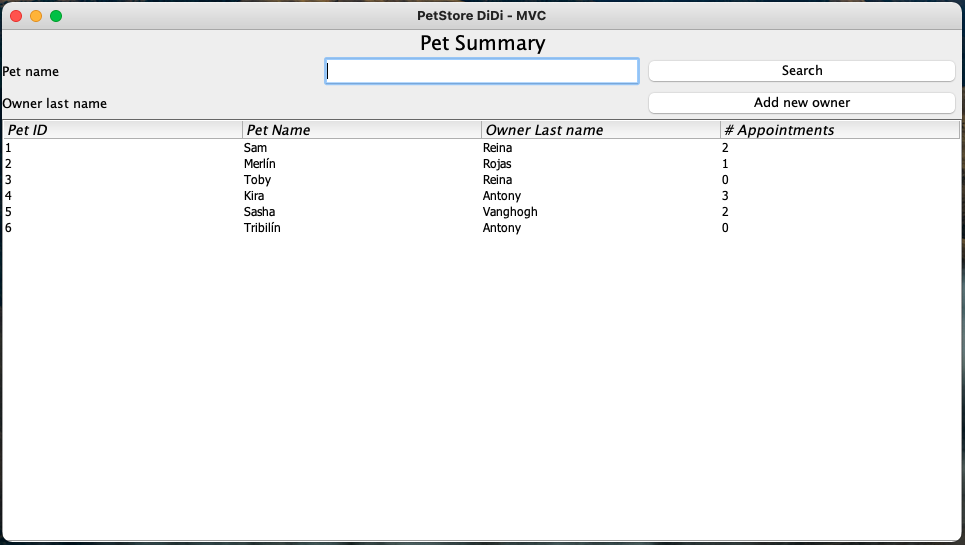 PetStore DiDi - MVC
Pet Summary
Pet name Search
Owner last name Add new owner
Pet ID Pet Name Owner Last name # Appointments
1 Sam Reina 2
2 Merlín Rojas 1
3 Toby Reina 0
4 Kira Antony 3
5 Sasha Vanghogh 2
6 Tribilín Antony 0